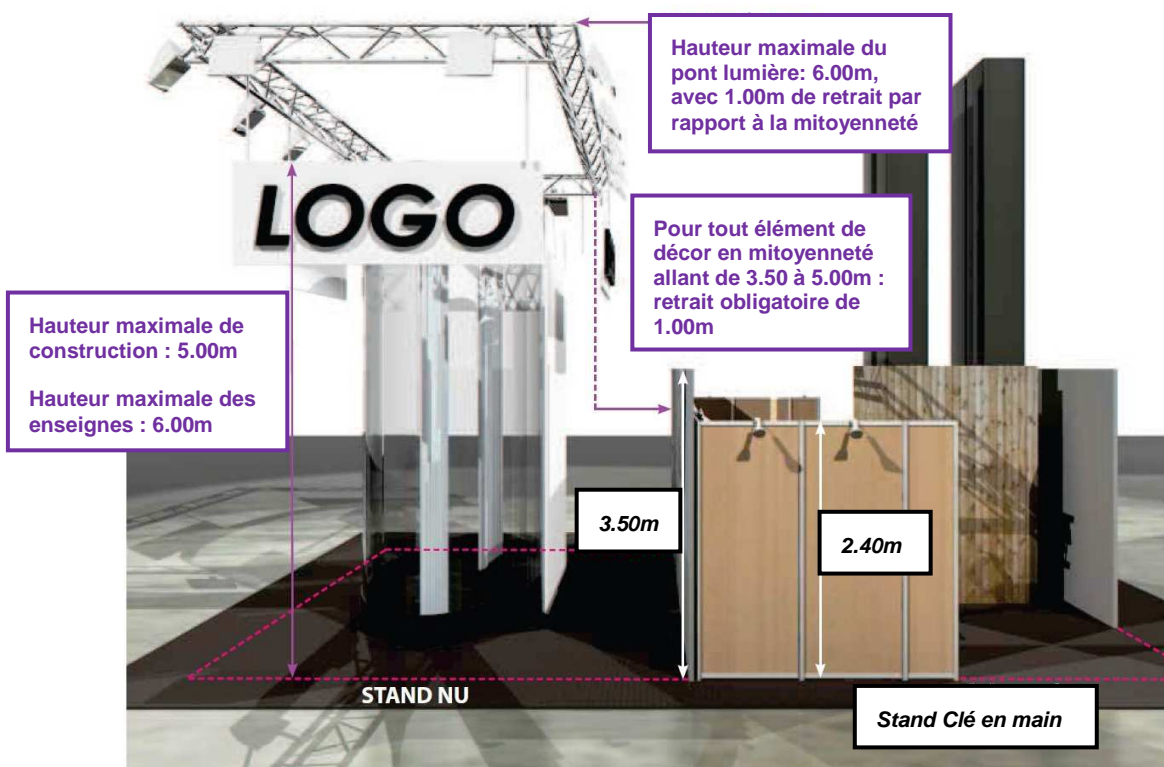 Hauteur maximale du
pont lumière: 6.00m,
avec 1.00m de retrait par
rapport à la mitoyenneté
LOGO
Pour tout élément de
décor en mitoyenneté
allant de 3.50 à 5.00m :
retrait obligatoire de
1.00m
Hauteur maximale de
construction : 5.00m
Hauteur maximale des
enseignes : 6.00m
3.50m
2.40m
STAND NU
Stand Clé en main